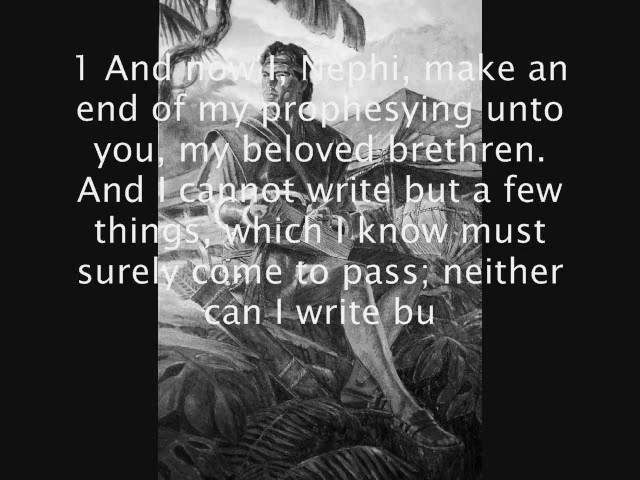 1 And now I, Nephi, make an
end of my prophesying unto
you, my beloved brethren.
And I cannot write but a few
things, which I know must
surely come to pass; neither
can I write bu